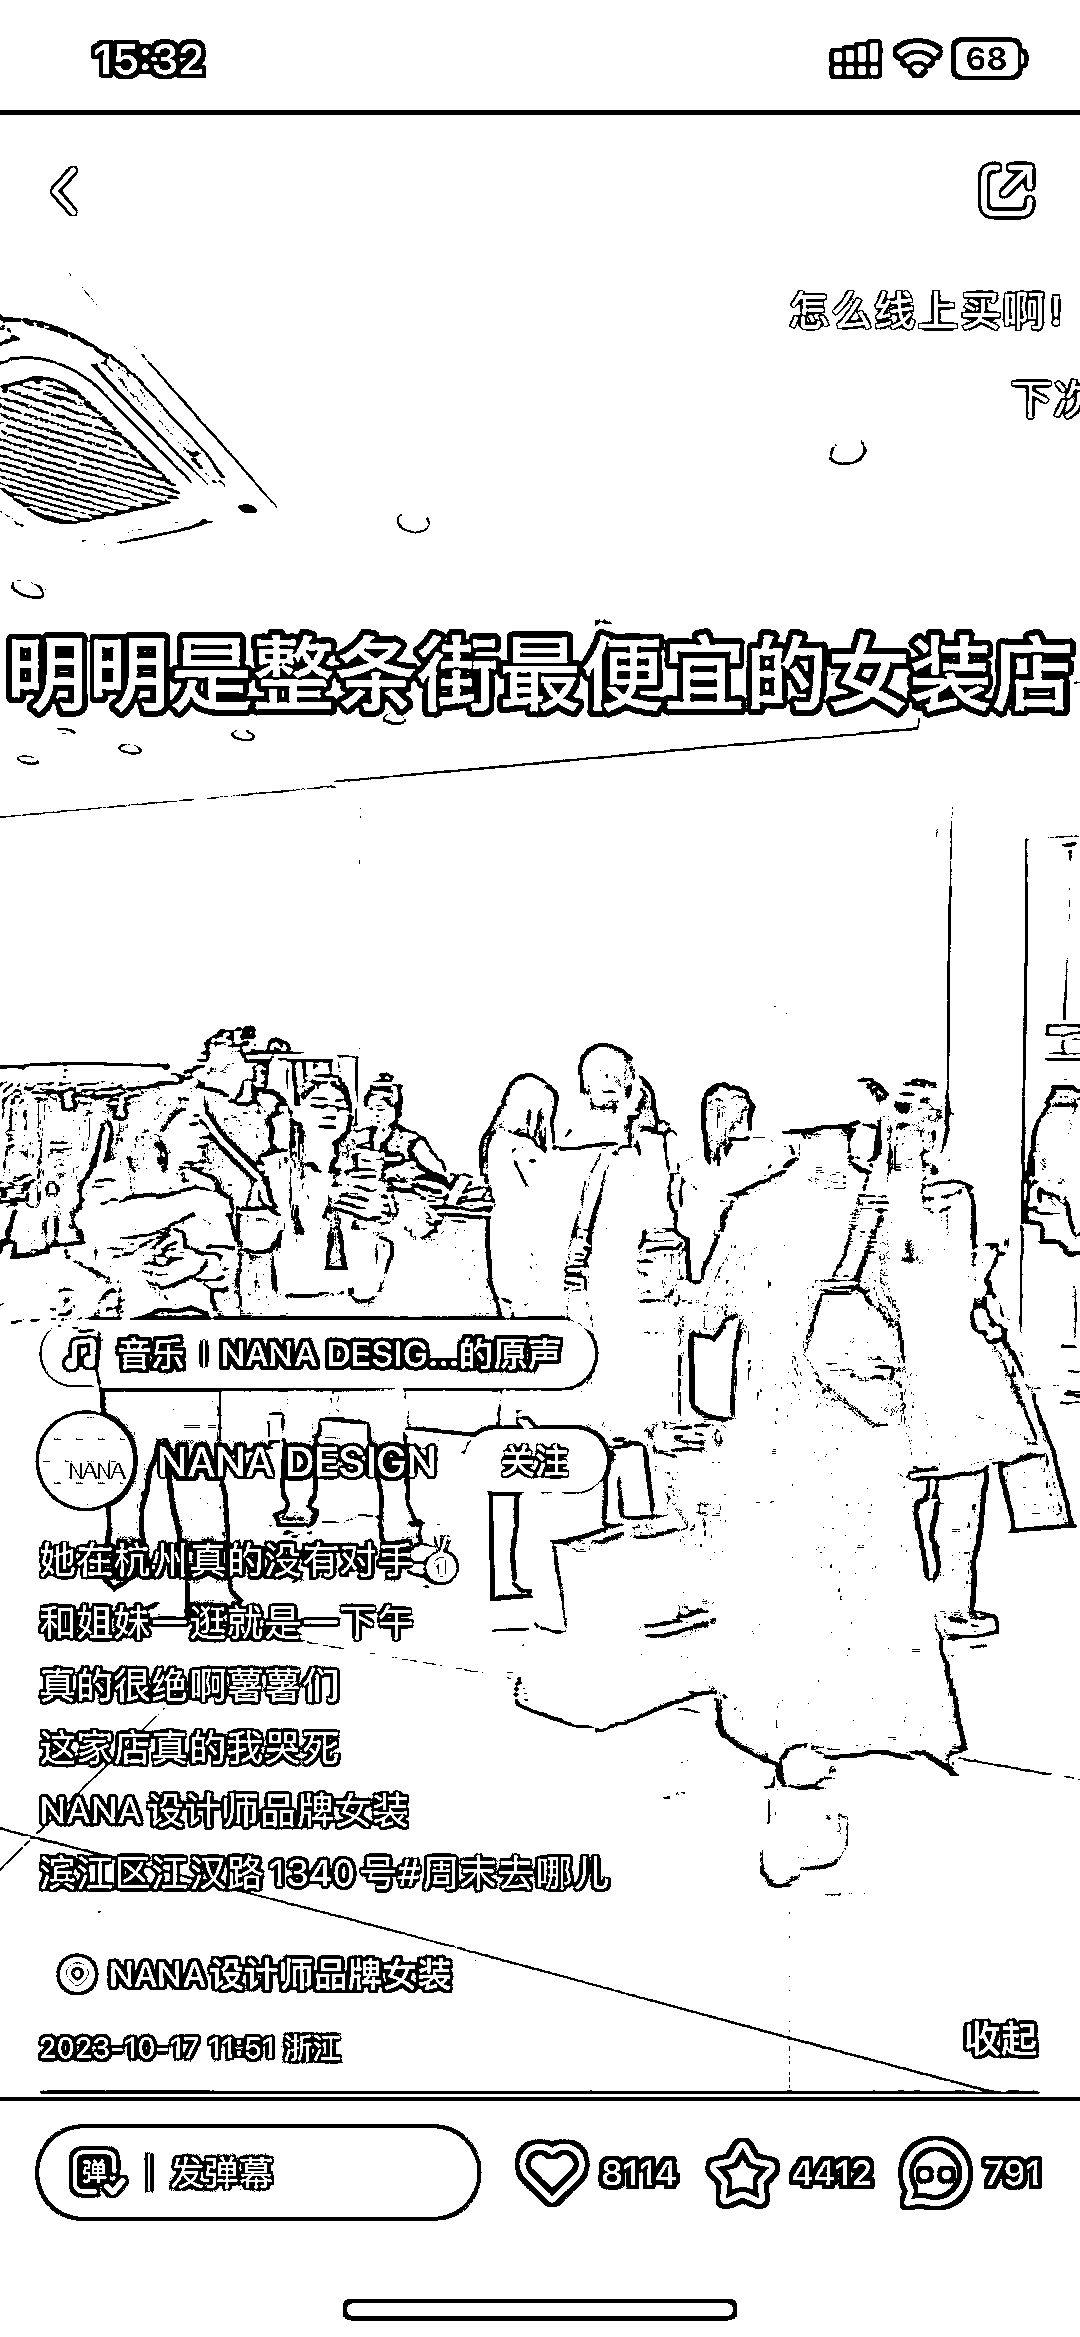 15:32
68
怎么线上买啊！
下次
明明是整条街最便宜的女装店
音乐 | NANA DESIG...的原声
NANA
NANA DESIGN
关注
她在杭州真的没有对手🥇
和姐妹一逛就是一下午
真的很绝啊薯薯们
这家店真的我哭死
NANA 设计师品牌女装
滨江区江汉路1340号#周末去哪儿
NANA设计师品牌女装
2023-10-17 11:51 浙江
收起
弹
发弹幕
8114
4412
791